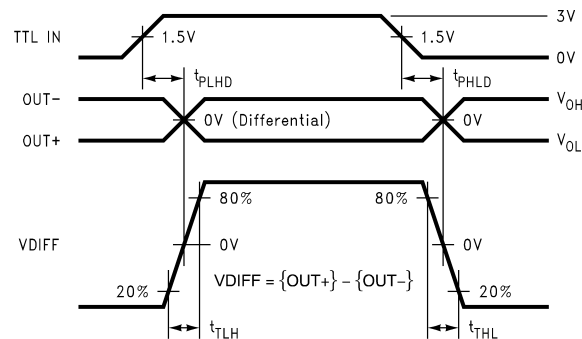 3V
TTL IN
1.5V
1.5V
0V
tPLHD
tPHLD
OUT-
VOH
0V (Differential)
0V
OUT+
VOL
80%
80%
VDIFF
0V
0V
VDIFF = {OUT+} - {OUT-}
20%
20%
tTLH
tTHL